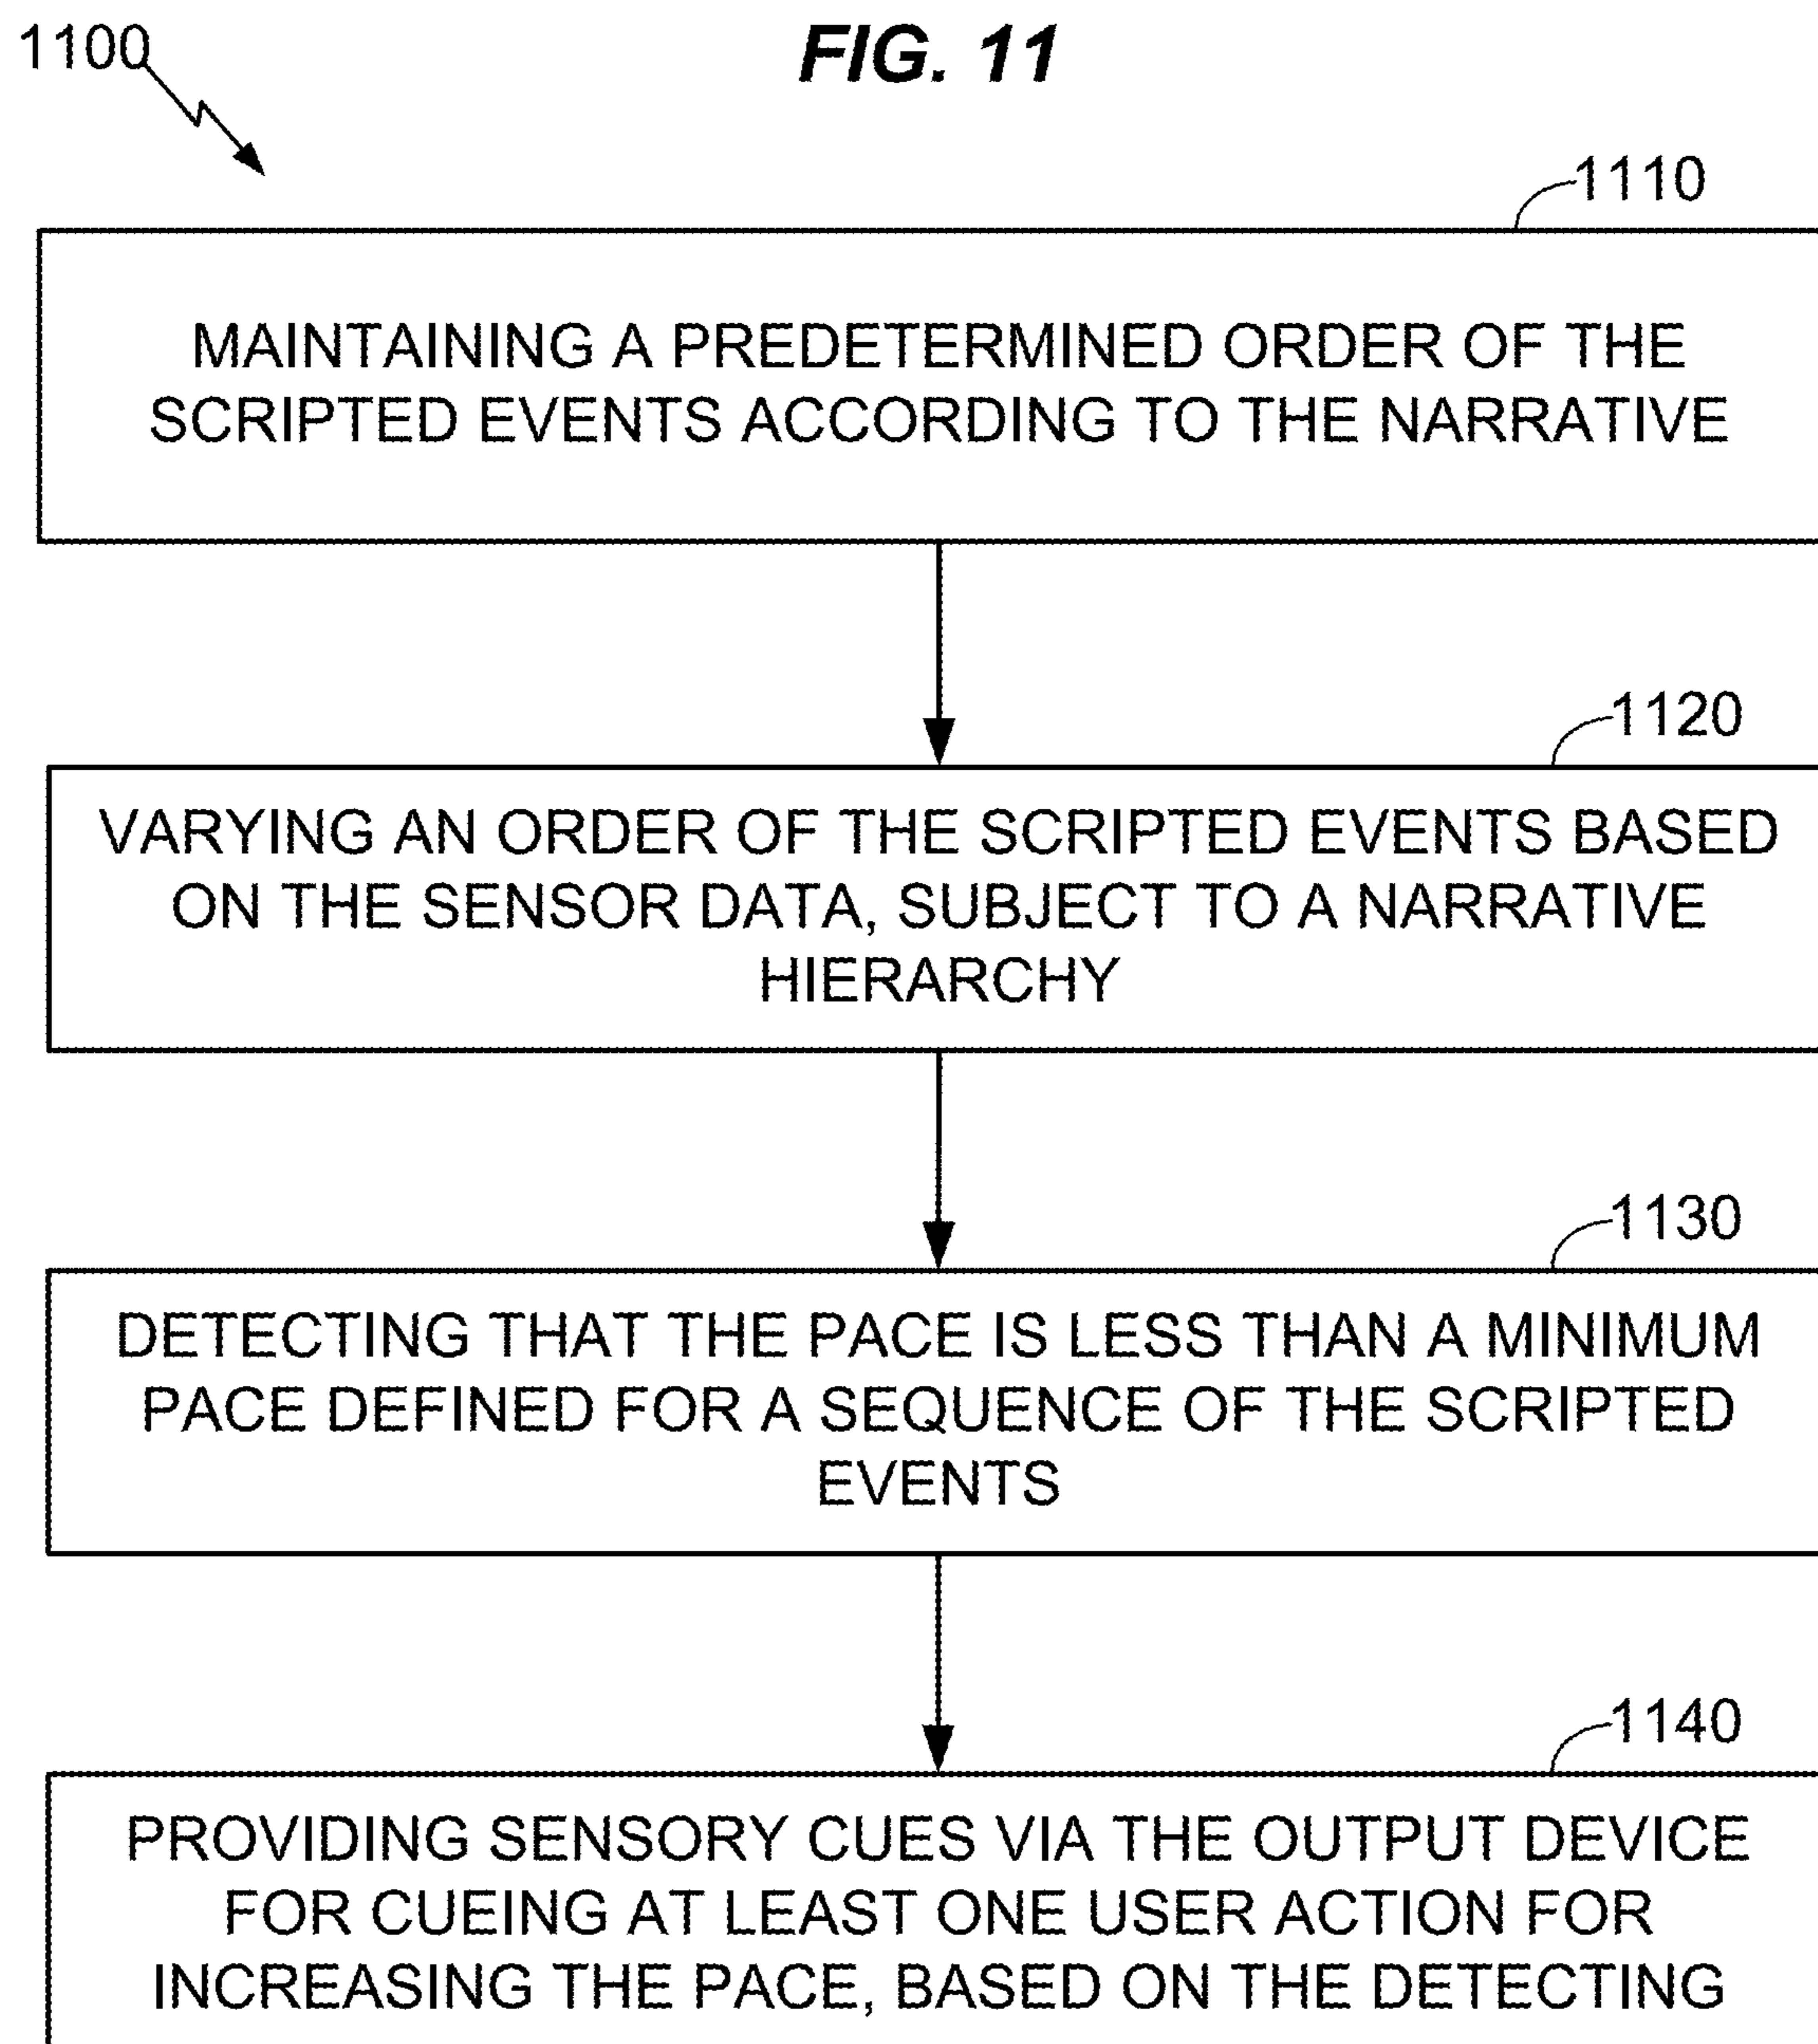 1100
FIG. 11
1110
MAINTAINING A PREDETERMINED ORDER OF THE
SCRIPTED EVENTS ACCORDING TO THE NARRATIVE
1120
VARYING AN ORDER OF THE SCRIPTED EVENTS BASED
ON THE SENSOR DATA, SUBJECT TO A NARRATIVE
HIERARCHY
1130
DETECTING THAT THE PACE IS LESS THAN A MINIMUM
PACE DEFINED FOR A SEQUENCE OF THE SCRIPTED
EVENTS
1140
PROVIDING SENSORY CUES VIA THE OUTPUT DEVICE
FOR CUEING AT LEAST ONE USER ACTION FOR
INCREASING THE PACE, BASED ON THE DETECTING